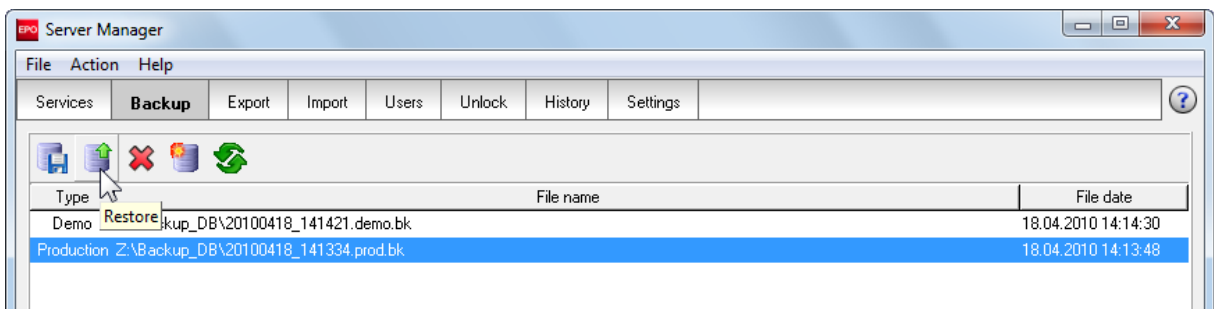 EPO Server Manager
File Action Help
Services Backup Export Import Users Unlock History Settings ?
Type File name File date
Restore
Demo kup_DB\20100418_141421.demo.bk 18.04.2010 14:14:30
Production Z:\Backup_DB\20100418_141334.prod.bk 18.04.2010 14:13:48